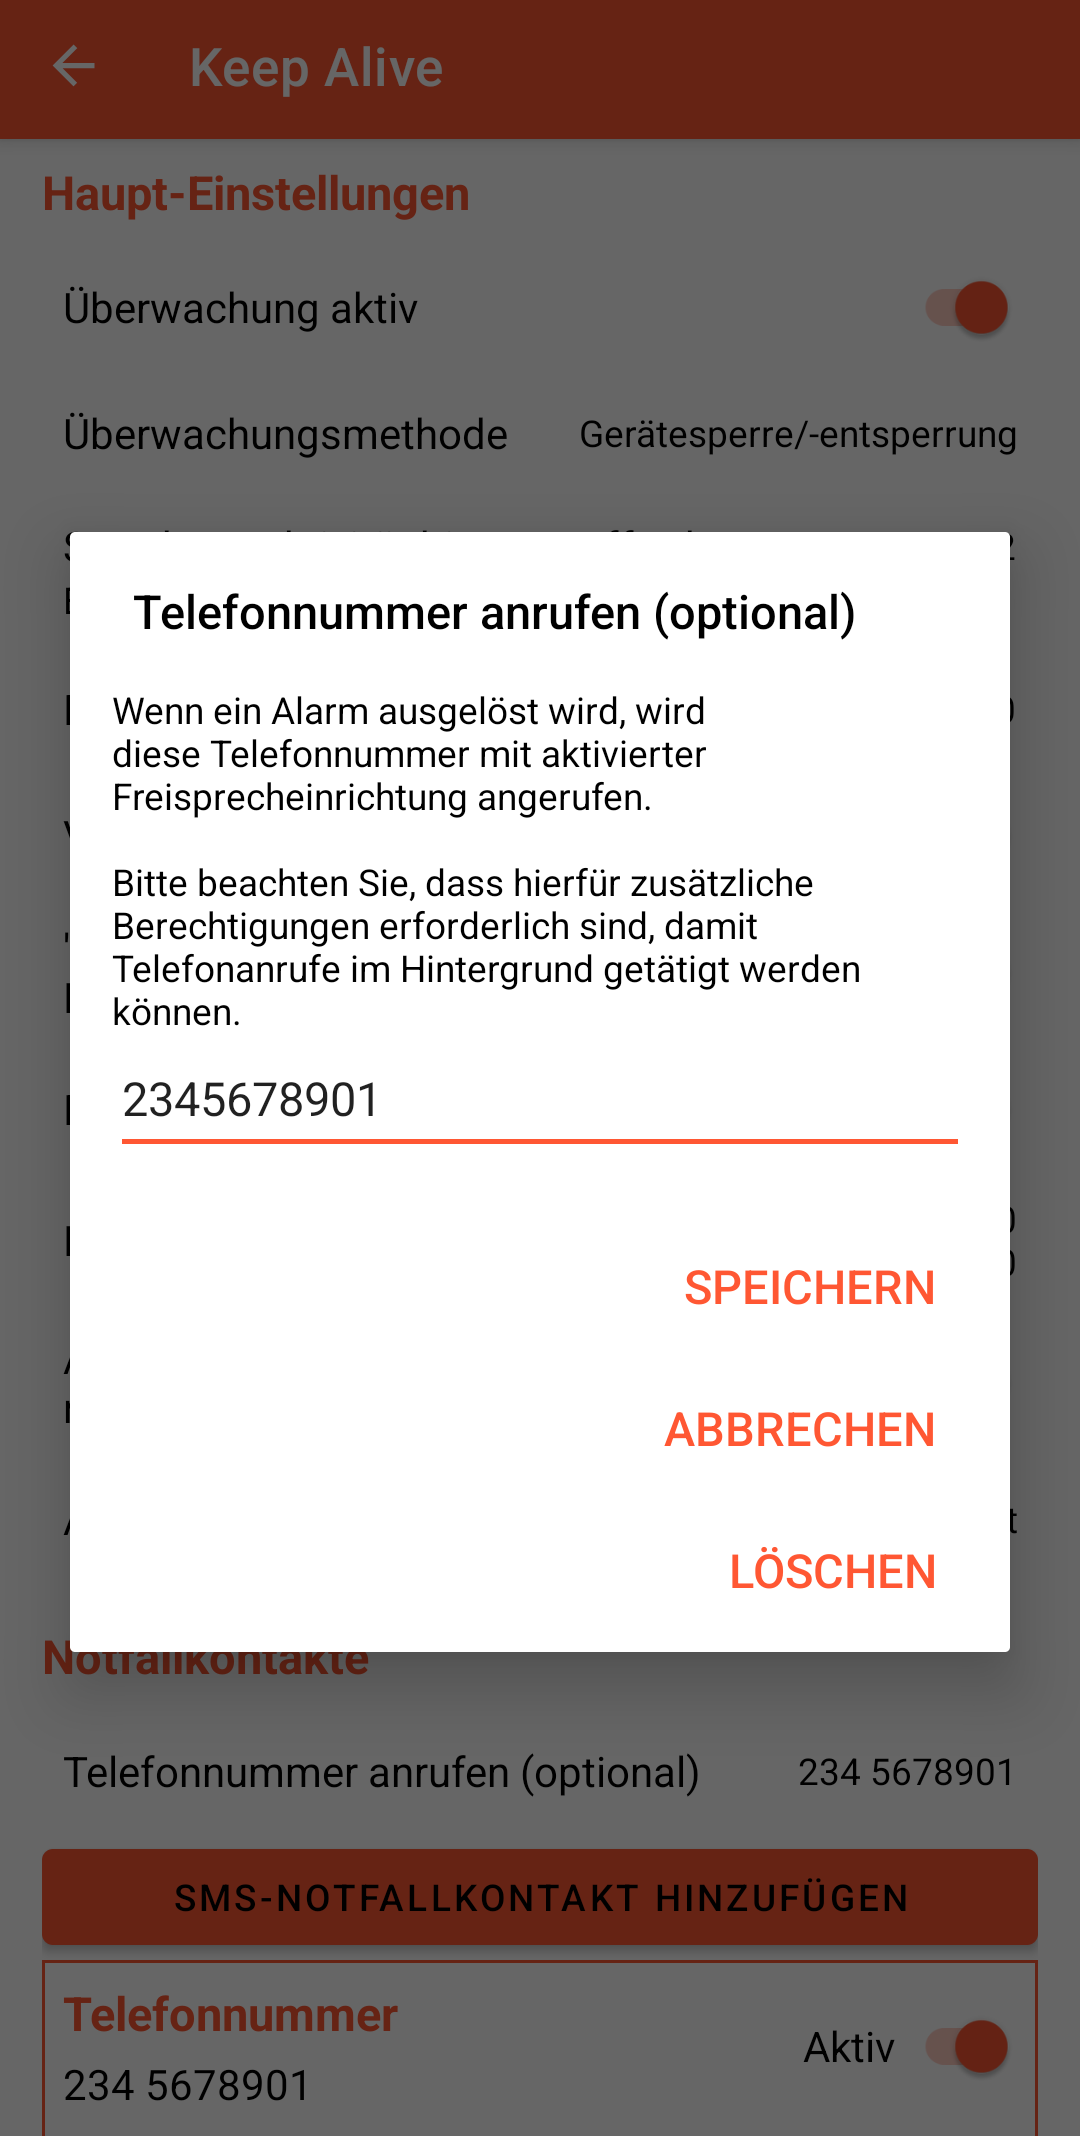 Keep Alive
Haupt-Einstellungen
Überwachung aktiv
Überwachungsmethode Gerätesperre/-entsperrung
Telefonnummer anrufen (optional)
Wenn ein Alarm ausgelöst wird, wird
diese Telefonnummer mit aktivierter
Freisprecheinrichtung angerufen.
Bitte beachten Sie, dass hierfür zusätzliche
Berechtigungen erforderlich sind, damit
Telefonanrufe im Hintergrund getätigt werden
können.
2345678901
SPEICHERN
ABBRECHEN
LÖSCHEN
Notfallkontakte
Telefonnummer anrufen (optional) 234 5678901
SMS-NOTFALLKONTAKT HINZUFÜGEN
Telefonnummer
Aktiv
234 5678901